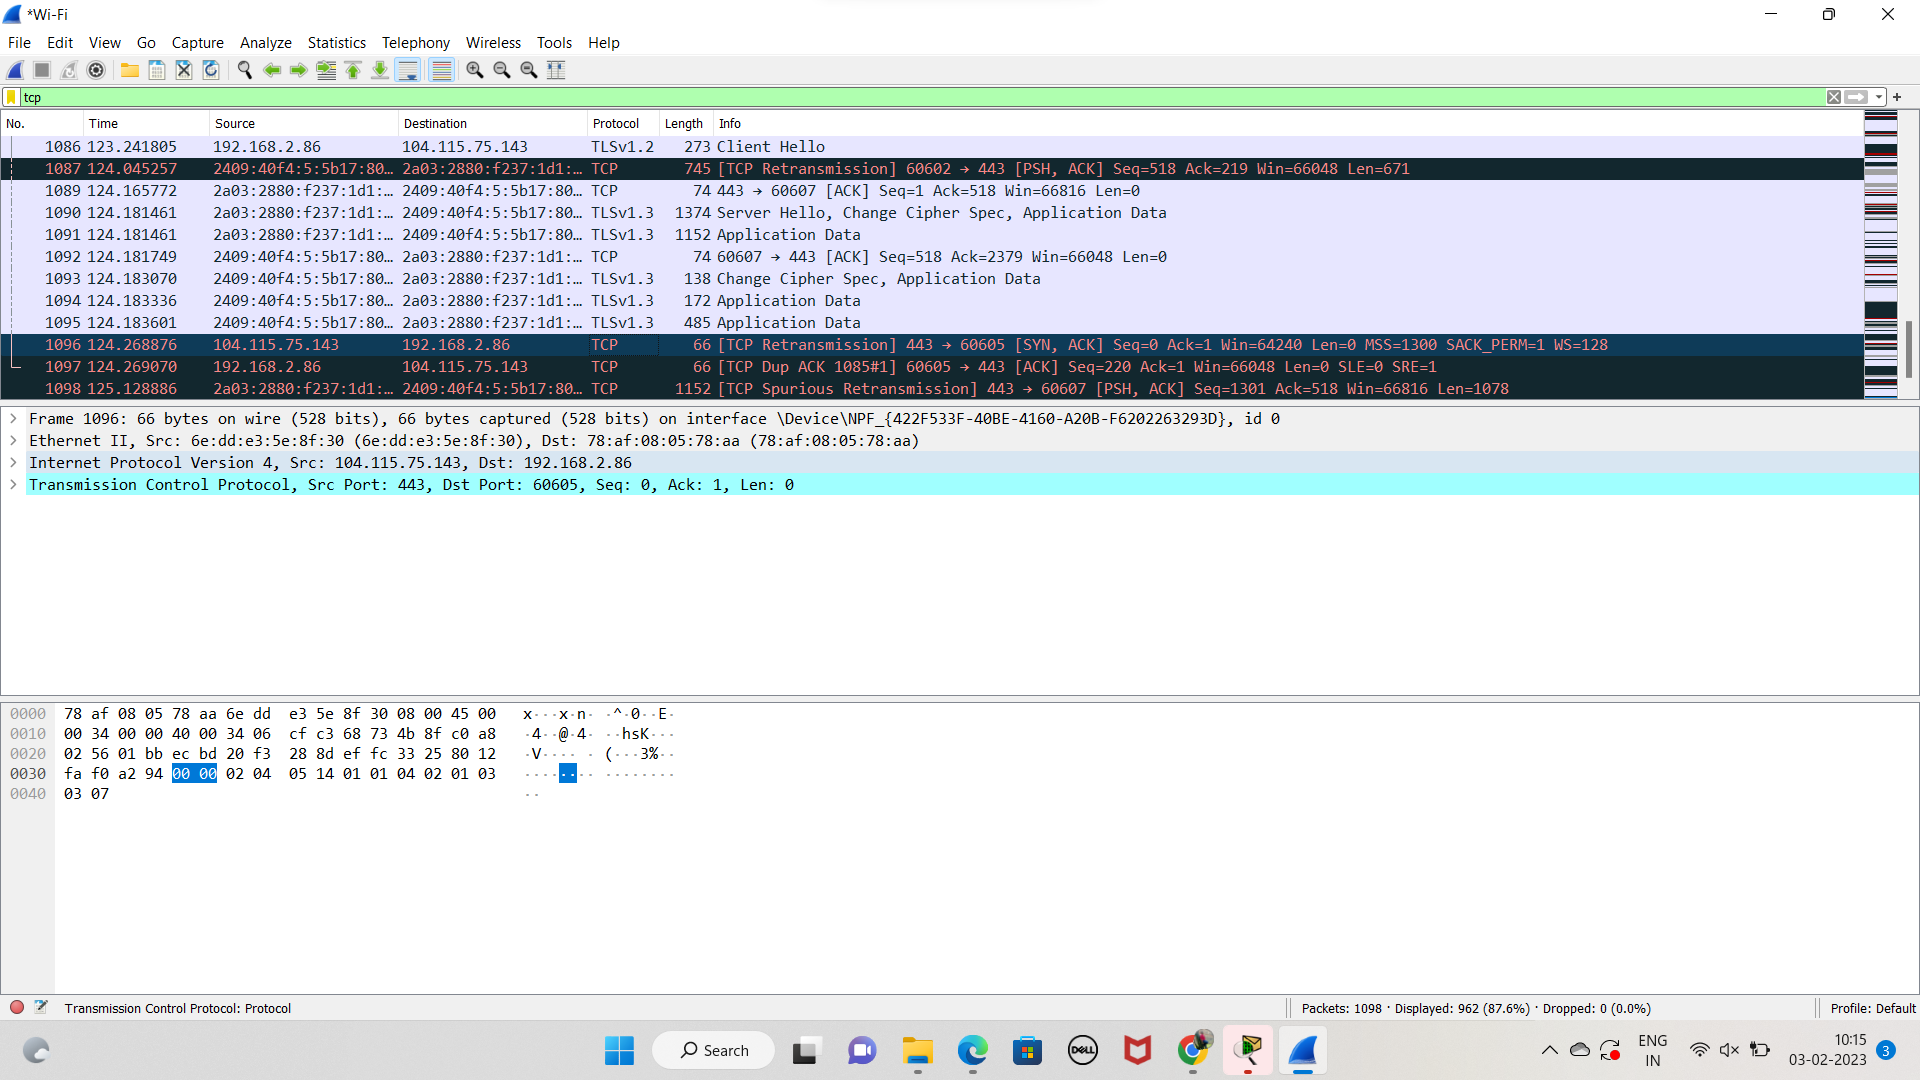 *Wi-Fi
File Edit View Go Capture Analyze Statistics Telephony Wireless Tools Help
tcp
No. Time Source Destination Protocol Length Info
1086 123.241805 192.168.2.86 104.115.75.143 TLSv1.2 273 Client Hello
1087 124.045257 2409:40f4:5:5b17:80… 2a03:2880:f237:1d1:… TCP 745 [TCP Retransmission] 60602 → 443 [PSH, ACK] Seq=518 Ack=219 Win=66048 Len=671
1089 124.165772 2a03:2880:f237:1d1:… 2409:40f4:5:5b17:80… TCP 74 443 → 60607 [ACK] Seq=1 Ack=518 Win=66816 Len=0
1090 124.181461 2a03:2880:f237:1d1:… 2409:40f4:5:5b17:80… TLSv1.3 1374 Server Hello, Change Cipher Spec, Application Data
1091 124.181461 2a03:2880:f237:1d1:… 2409:40f4:5:5b17:80… TLSv1.3 1152 Application Data
1092 124.181749 2409:40f4:5:5b17:80… 2a03:2880:f237:1d1:… TCP 74 60607 → 443 [ACK] Seq=518 Ack=2379 Win=66048 Len=0
1093 124.183070 2409:40f4:5:5b17:80… 2a03:2880:f237:1d1:… TLSv1.3 138 Change Cipher Spec, Application Data
1094 124.183336 2409:40f4:5:5b17:80… 2a03:2880:f237:1d1:… TLSv1.3 172 Application Data
1095 124.183601 2409:40f4:5:5b17:80… 2a03:2880:f237:1d1:… TLSv1.3 485 Application Data
1096 124.268876 104.115.75.143 192.168.2.86 TCP 66 [TCP Retransmission] 443 → 60605 [SYN, ACK] Seq=0 Ack=1 Win=64240 Len=0 MSS=1300 SACK_PERM=1 WS=128
1097 124.269070 192.168.2.86 104.115.75.143 TCP 66 [TCP Dup ACK 1085#1] 60605 → 443 [ACK] Seq=220 Ack=1 Win=66048 Len=0 SLE=0 SRE=1
1098 125.128886 2a03:2880:f237:1d1:… 2409:40f4:5:5b17:80… TCP 1152 [TCP Spurious Retransmission] 443 → 60607 [PSH, ACK] Seq=1301 Ack=518 Win=66816 Len=1078
Frame 1096: 66 bytes on wire (528 bits), 66 bytes captured (528 bits) on interface \Device\NPF_{422F533F-40BE-4160-A20B-F6202263293D}, id 0
Ethernet II, Src: 6e:dd:e3:5e:8f:30 (6e:dd:e3:5e:8f:30), Dst: 78:af:08:05:78:aa (78:af:08:05:78:aa)
Internet Protocol Version 4, Src: 104.115.75.143, Dst: 192.168.2.86
Transmission Control Protocol, Src Port: 443, Dst Port: 60605, Seq: 0, Ack: 1, Len: 0
0000 78 af 08 05 78 aa 6e dd e3 5e 8f 30 08 00 45 00 x···x·n· ·^·0··E·
0010 00 34 00 00 40 00 34 06 cf c3 68 73 4b 8f c0 a8 ·4··@·4· ··hsK···
0020 02 56 01 bb ec bd 20 f3 28 8d ef fc 33 25 80 12 ·V···· · (···3%··
0030 fa f0 a2 94 00 00 02 04 05 14 01 01 04 02 01 03 ········ ········
0040 03 07 ··
Transmission Control Protocol: Protocol Packets: 1098 · Displayed: 962 (87.6%) · Dropped: 0 (0.0%) Profile: Default
Search DELL ENG IN 10:15 03-02-2023 3